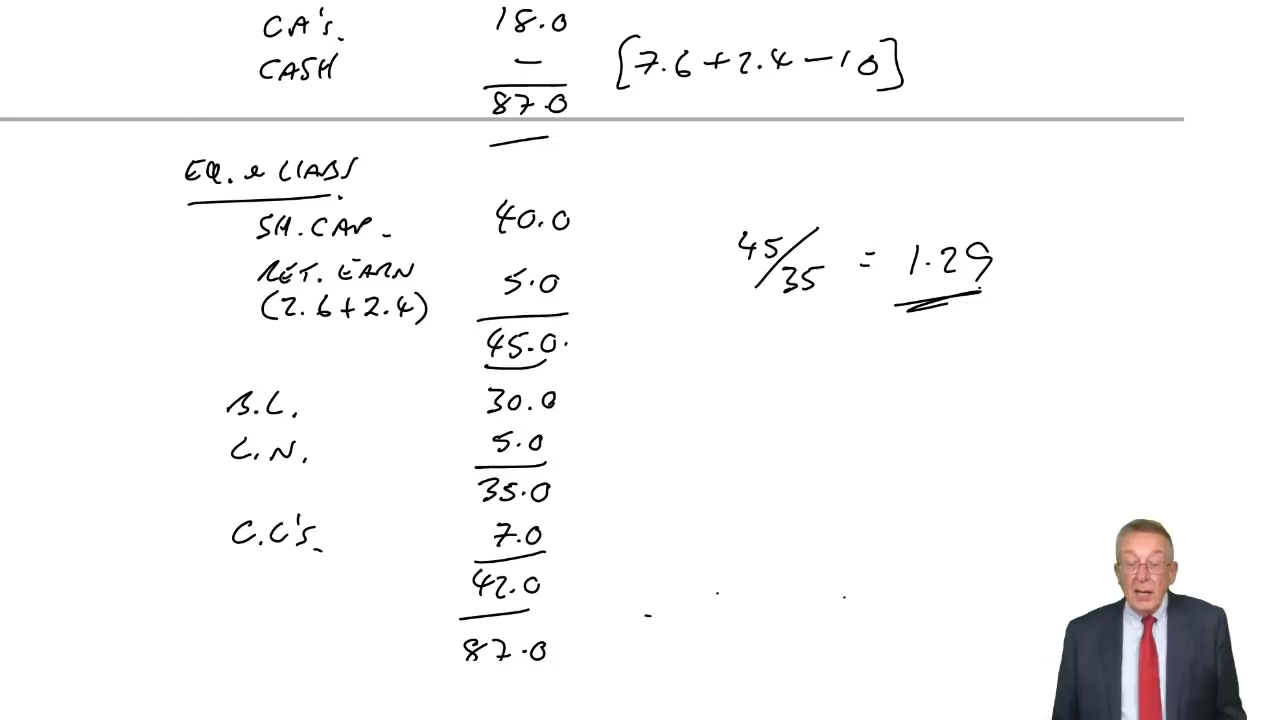 CA's. 18.0
CASH — [7.6+2.4-10]
87.0
EQ. & LIABS
SH. CAP. 40.0
RET. EARN 5.0
(2.6+2.4)
45.0
45/35 = 1.29
B.L. 30.0
L.N. 5.0
35.0
C.L's. 7.0
42.0
87.0